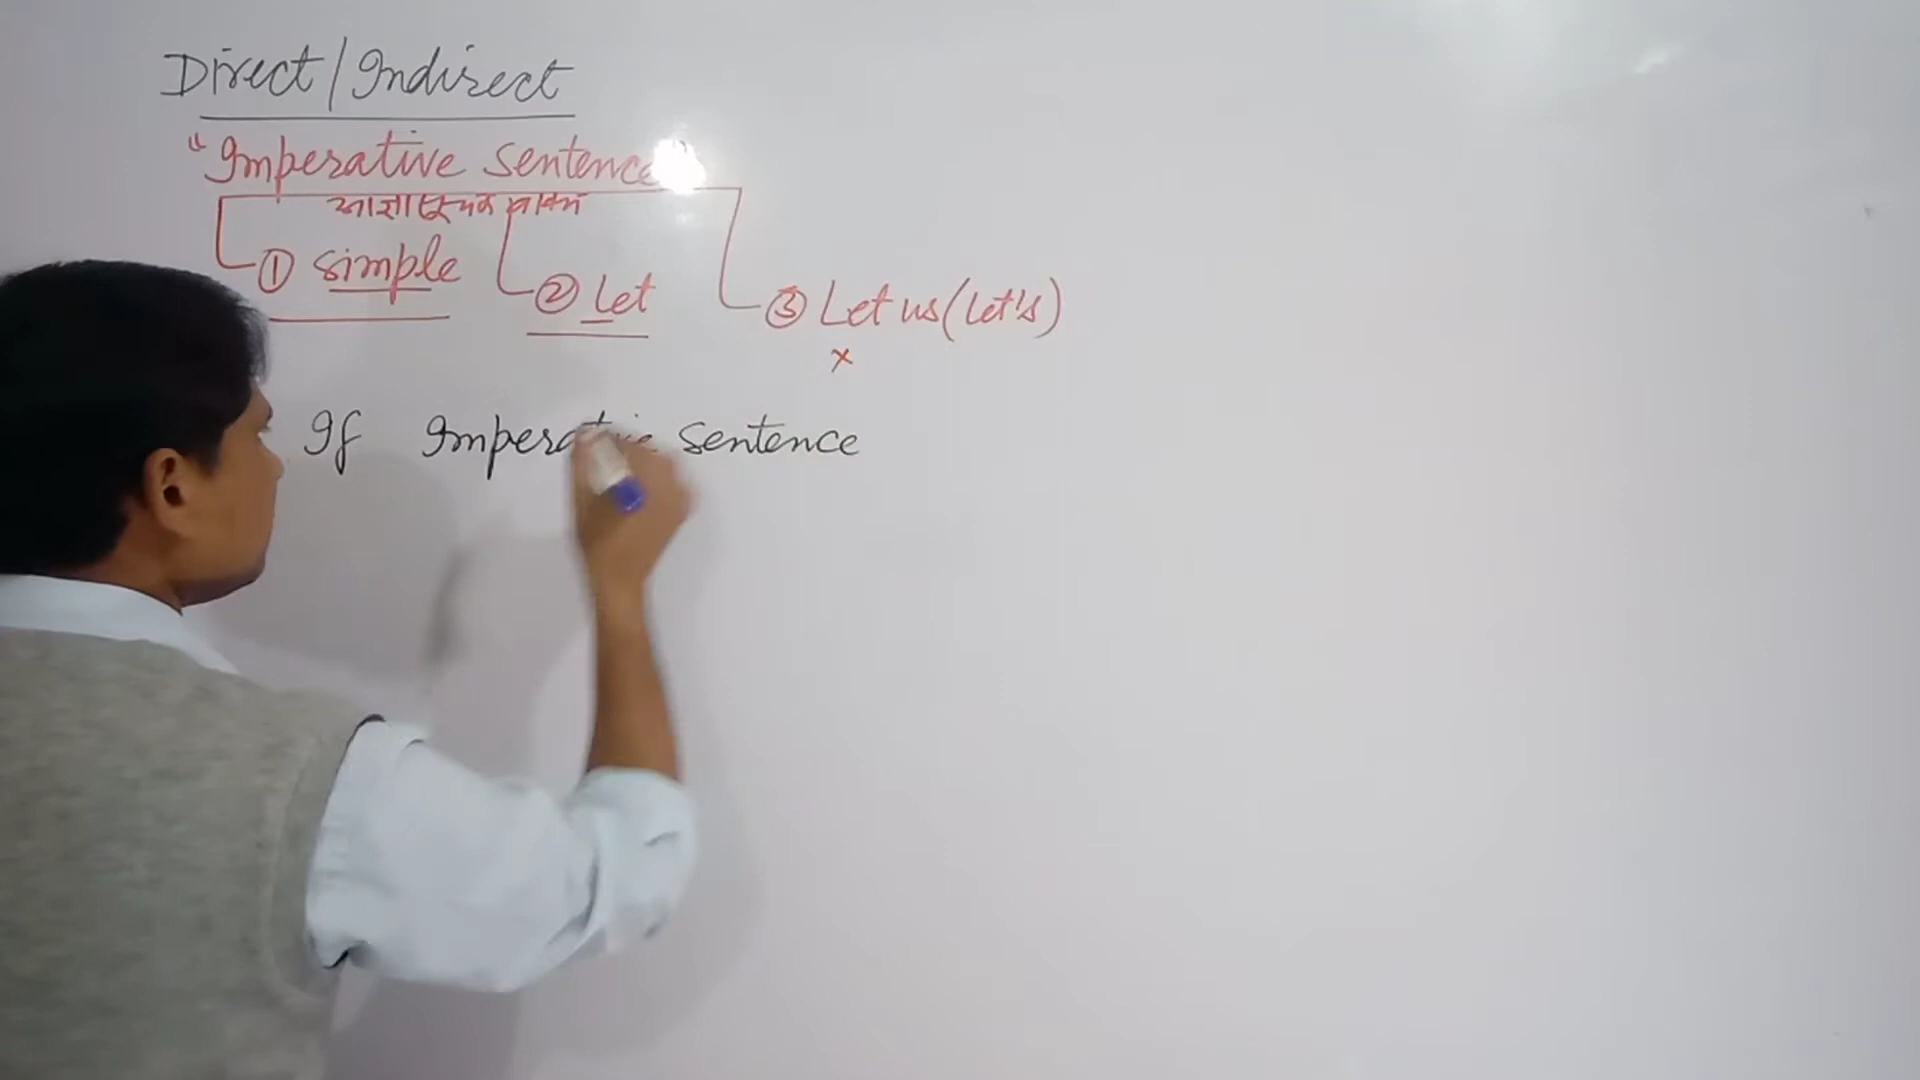 Direct/Indirect
"Imperative sentence"
आज्ञासूचक वाक्य
① simple ② Let ③ Let us (Let's)
×
If Imperative sentence